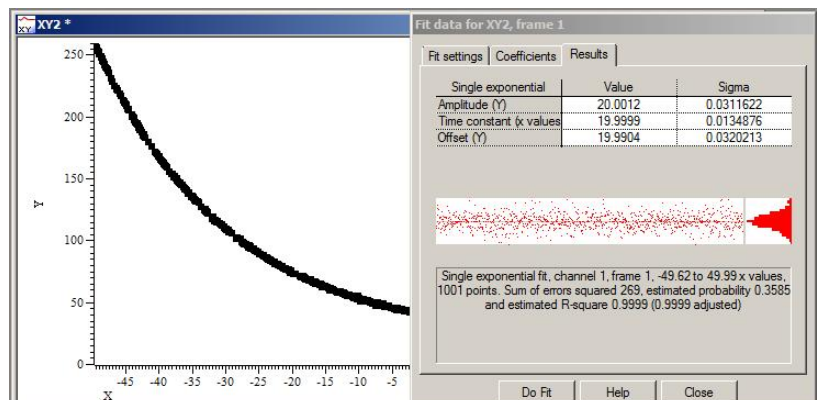 XY2 *
250
200
150
100
50
0
Y
-45 -40 -35 -30 -25 -20 -15 -10 -5
X
Fit data for XY2, frame 1
Fit settings Coefficients Results
Single exponential Value Sigma
Amplitude (Y) 20.0012 0.0311622
Time constant (x values 19.9999 0.0134876
Offset (Y) 19.9904 0.0320213
Single exponential fit, channel 1, frame 1, -49.62 to 49.99 x values,
1001 points. Sum of errors squared 269, estimated probability 0.3585
and estimated R-square 0.9999 (0.9999 adjusted)
Do Fit Help Close